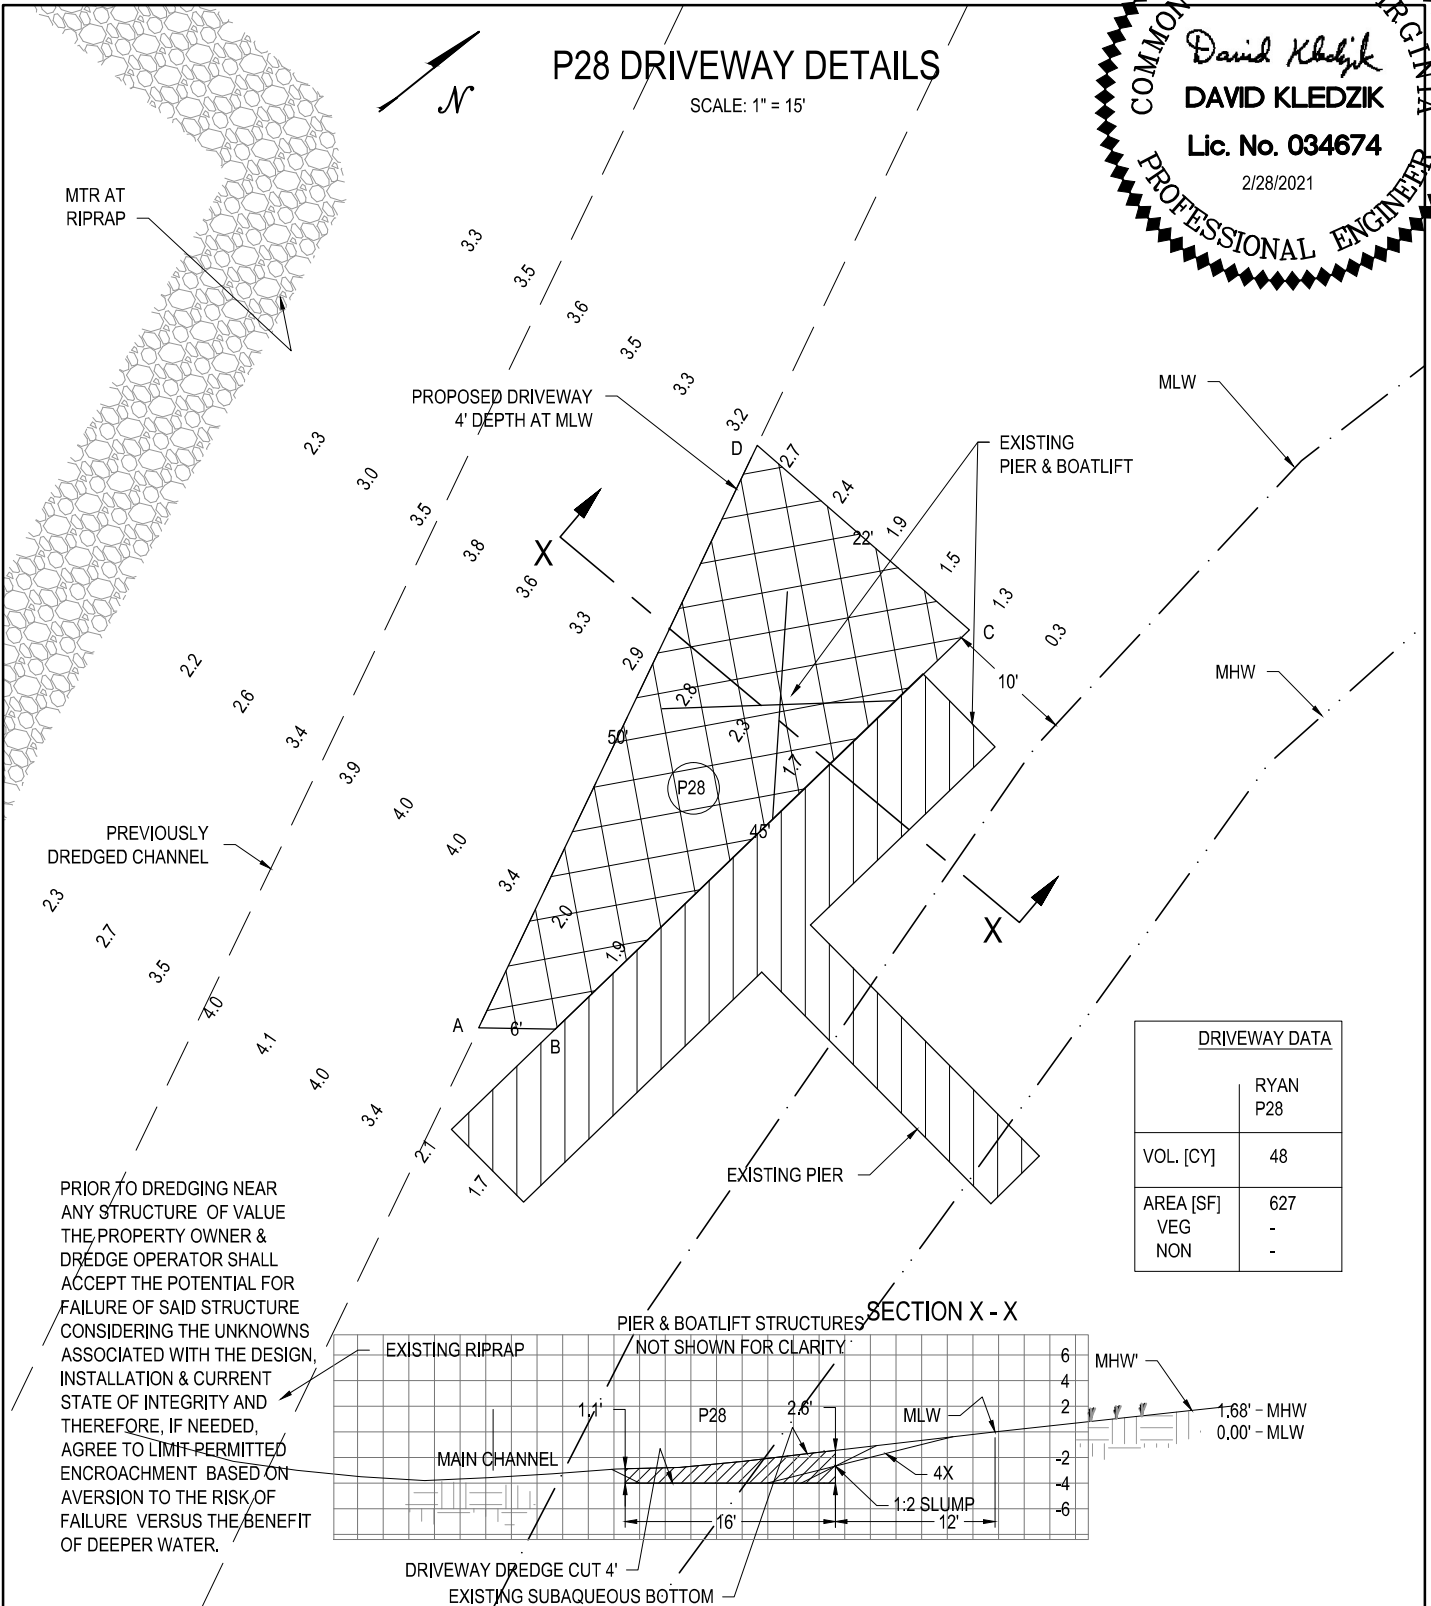 P28 DRIVEWAY DETAILS
SCALE: 1" = 15'
N
COMMON
RGINIA
David Kledzik
DAVID KLEDZIK
Lic. No. 034674
2/28/2021
PROFESSIONAL ENGINEER
MTR AT
RIPRAP
3.3
3.5
3.6
3.5
3.3
3.2
2.7
2.4
1.9
1.5
1.3
0.3
PROPOSED DRIVEWAY
4' DEPTH AT MLW
D
22'
EXISTING
PIER & BOATLIFT
MLW
MHW
2.3
3.0
3.5
3.8
3.6
3.3
2.9
2.8
2.3
1.7
X
C
10'
50'
P28
45'
2.2
2.6
3.4
3.9
4.0
4.0
3.4
2.0
1.9
PREVIOUSLY
DREDGED CHANNEL
X
A
6'
B
2.3
2.7
3.5
4.0
4.1
4.0
3.4
2.1
1.7
EXISTING PIER
DRIVEWAY DATA
RYAN
P28
VOL. [CY] 48
AREA [SF] 627
VEG -
NON -
PRIOR TO DREDGING NEAR
ANY STRUCTURE OF VALUE
THE PROPERTY OWNER &
DREDGE OPERATOR SHALL
ACCEPT THE POTENTIAL FOR
FAILURE OF SAID STRUCTURE
CONSIDERING THE UNKNOWNS
ASSOCIATED WITH THE DESIGN,
INSTALLATION & CURRENT
STATE OF INTEGRITY AND
THEREFORE, IF NEEDED,
AGREE TO LIMIT PERMITTED
ENCROACHMENT BASED ON
AVERSION TO THE RISK OF
FAILURE VERSUS THE BENEFIT
OF DEEPER WATER.
SECTION X - X
PIER & BOATLIFT STRUCTURES
NOT SHOWN FOR CLARITY
EXISTING RIPRAP
6
4
2
-2
-4
-6
MHW'
1.68' - MHW
0.00' - MLW
1.1'
P28
2.6'
MLW
MAIN CHANNEL
4X
1:2 SLUMP
16'
12'
DRIVEWAY DREDGE CUT 4'
EXISTING SUBAQUEOUS BOTTOM